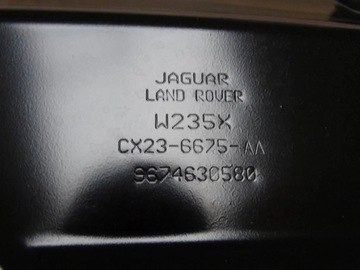 JAGUAR
LAND ROVER
W235X
CX23-6675-AA
9674630580